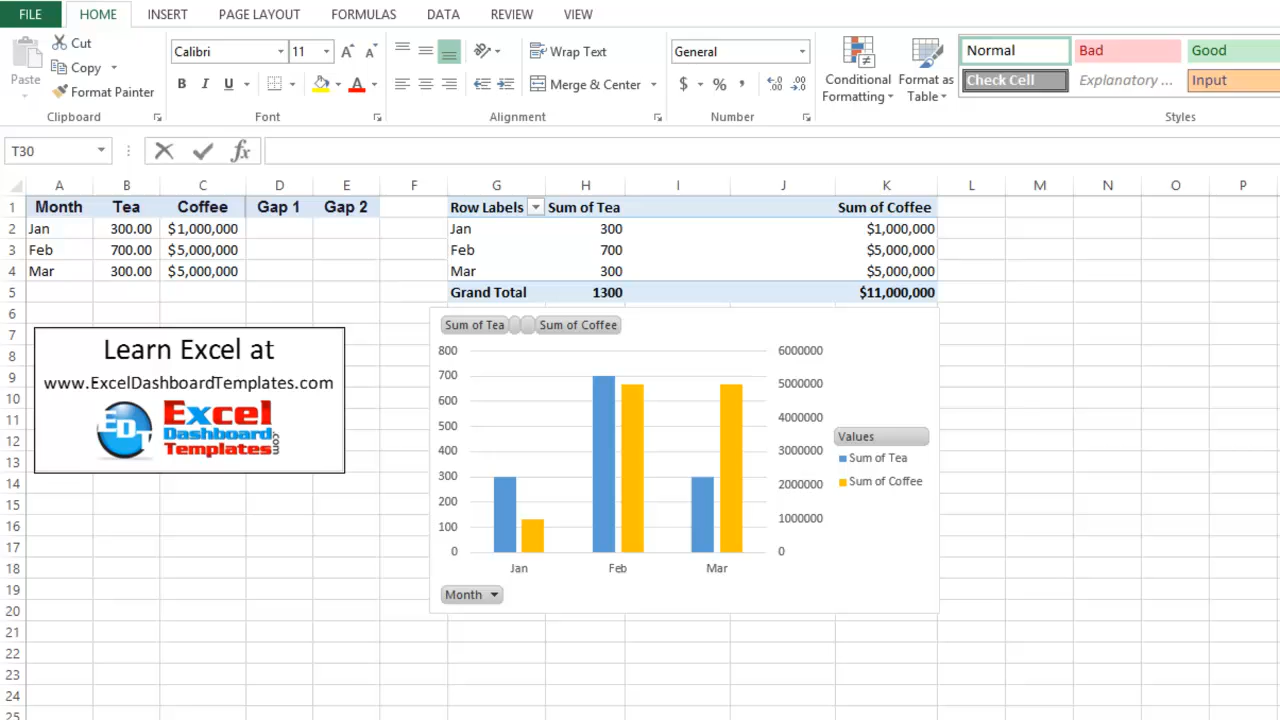 FILE HOME INSERT PAGE LAYOUT FORMULAS DATA REVIEW VIEW
Cut
Copy
Format Painter
Paste
Clipboard
Calibri 11
B I U A
Font
Wrap Text
Merge & Center
Alignment
General
$ % ,
Number
Conditional Formatting
Format as Table
Normal Bad Good
Check Cell Explanatory ... Input
Styles
T30 fx
A B C D E F G H I J K L M N O P
1 Month Tea Coffee Gap 1 Gap 2 Row Labels Sum of Tea Sum of Coffee
2 Jan 300.00 $1,000,000 Jan 300 $1,000,000
3 Feb 700.00 $5,000,000 Feb 700 $5,000,000
4 Mar 300.00 $5,000,000 Mar 300 $5,000,000
5 Grand Total 1300 $11,000,000
6
7
8
9
10
11
12
13
14
15
16
17
18
19
20
21
22
23
24
25
Learn Excel at
www.ExcelDashboardTemplates.com
EDT
Excel
Dashboard
Templates.com
Sum of Tea Sum of Coffee
800 6000000
700 5000000
600 4000000
500
400 3000000
300 2000000
200
100 1000000
0 0
Jan Feb Mar
Values
Sum of Tea
Sum of Coffee
Month